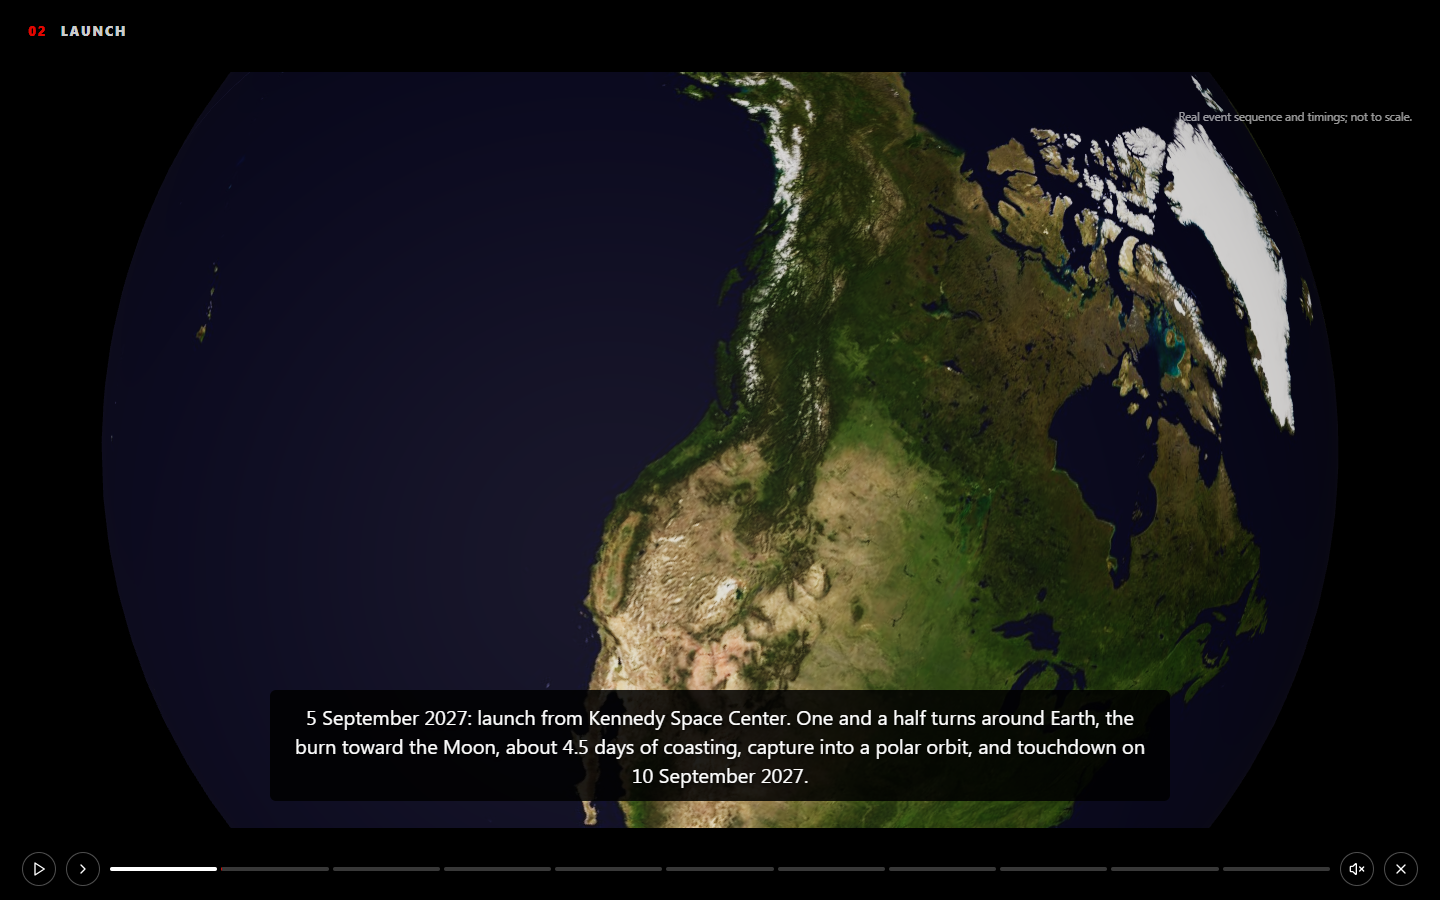 02 LAUNCH
Real event sequence and timings; not to scale.
5 September 2027: launch from Kennedy Space Center. One and a half turns around Earth, the
burn toward the Moon, about 4.5 days of coasting, capture into a polar orbit, and touchdown on
10 September 2027.